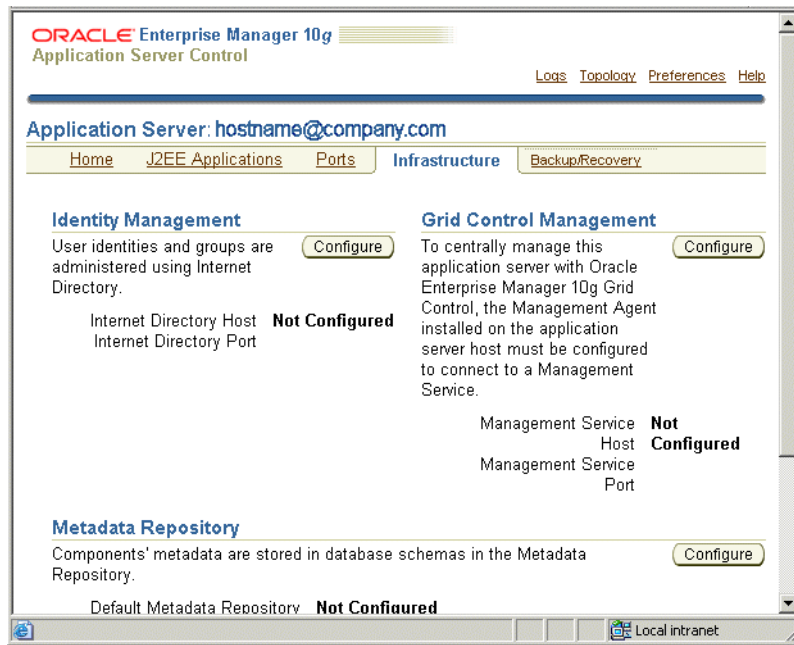 ORACLE Enterprise Manager 10g
Application Server Control
Logs Topology Preferences Help
Application Server: hostname@company.com
Home J2EE Applications Ports Infrastructure Backup/Recovery
Identity Management
Configure
User identities and groups are
administered using Internet
Directory.
Internet Directory Host Not Configured
Internet Directory Port
Grid Control Management
Configure
To centrally manage this
application server with Oracle
Enterprise Manager 10g Grid
Control, the Management Agent
installed on the application
server host must be configured
to connect to a Management
Service.
Management Service Not
Host Configured
Management Service
Port
Metadata Repository
Configure
Components' metadata are stored in database schemas in the Metadata
Repository.
Default Metadata Repository Not Configured
Local intranet